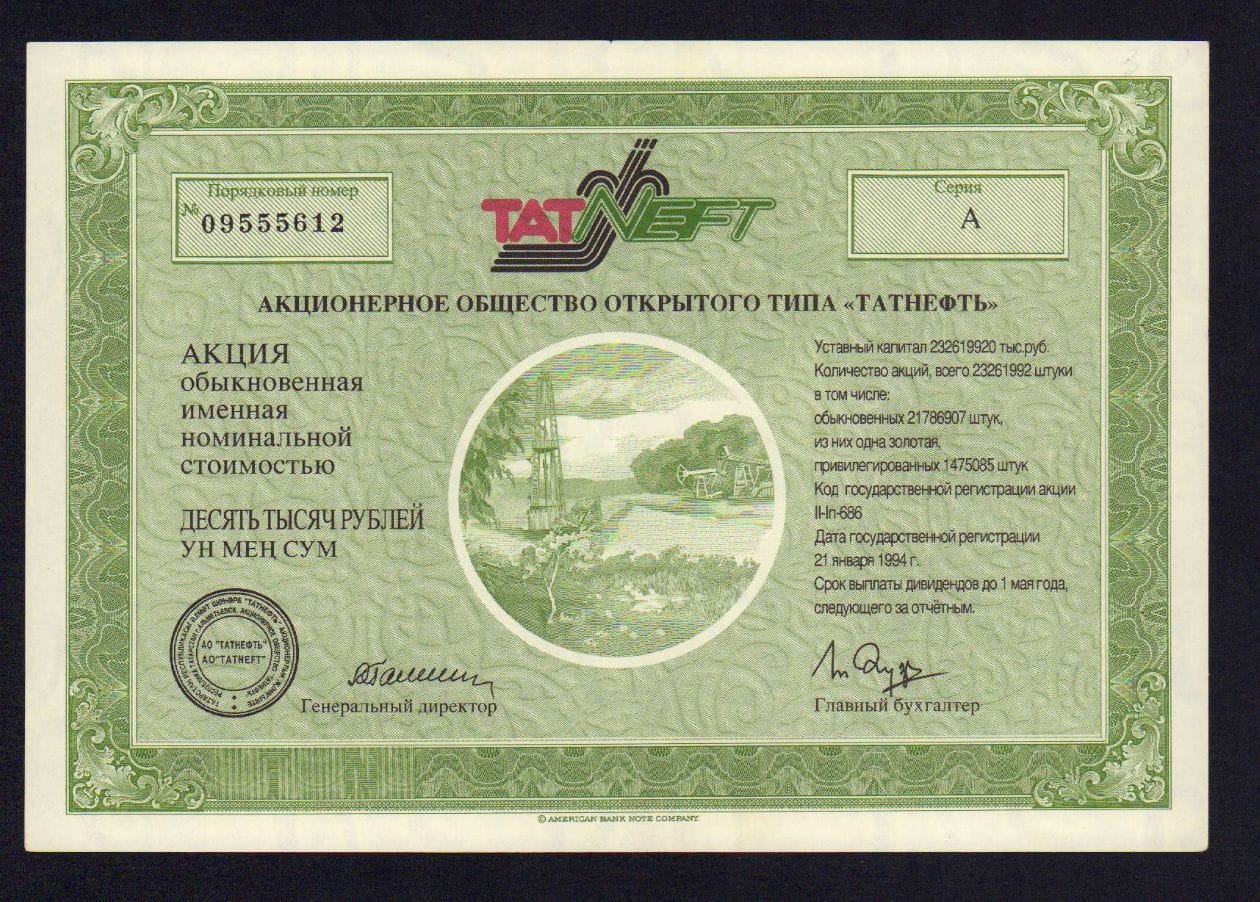 Порядковый номер
№ 09555612
TATNEFT
Серия
A
АКЦИОНЕРНОЕ ОБЩЕСТВО ОТКРЫТОГО ТИПА «ТАТНЕФТЬ»
АКЦИЯ
обыкновенная
именная
номинальной
стоимостью
ДЕСЯТЬ ТЫСЯЧ РУБЛЕЙ
УН МЕҢ СУМ
Уставный капитал 232619920 тыс.руб.
Количество акций, всего 23261992 штуки
в том числе:
обыкновенных 21786907 штук,
из них одна золотая,
привилегированных 1475085 штук
Код государственной регистрации акции
II-In-686
Дата государственной регистрации
21 января 1994 г.
Срок выплаты дивидендов до 1 мая года,
следующего за отчётным.
АО "ТАТНЕФТЬ"
АО "TATNEFT"
Генеральный директор
Главный бухгалтер
T N
© AMERICAN BANK NOTE COMPANY.